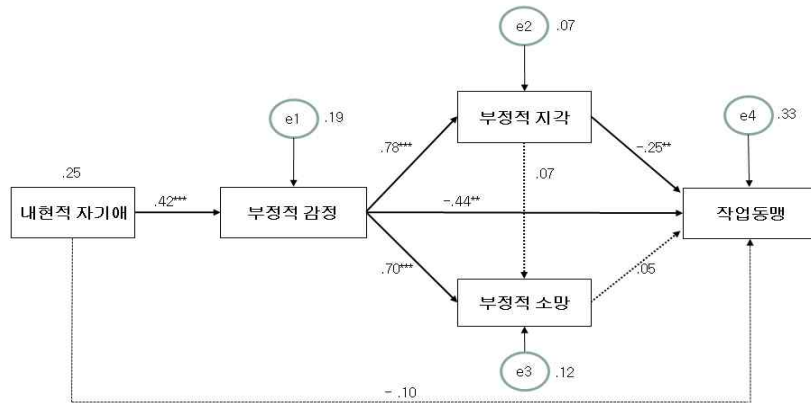 e2 .07
e1 .19
부정적 지각
e4 .33
.78***
-.25**
.25
.07
내현적 자기애
.42***
부정적 감정
-.44**
작업동맹
.70***
.05
부정적 소망
e3 .12
- .10